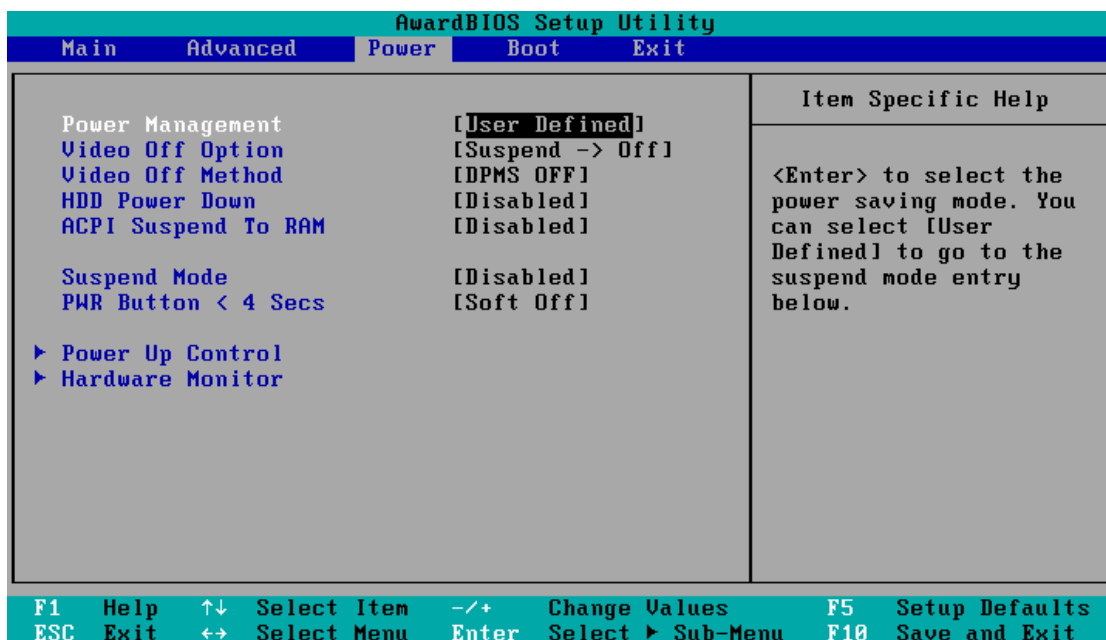 AwardBIOS Setup Utility
Main Advanced Power Boot Exit
Power Management [User Defined]
Video Off Option [Suspend -> Off]
Video Off Method [DPMS OFF]
HDD Power Down [Disabled]
ACPI Suspend To RAM [Disabled]
Suspend Mode [Disabled]
PWR Button < 4 Secs [Soft Off]
▶ Power Up Control
▶ Hardware Monitor
Item Specific Help
<Enter> to select the
power saving mode. You
can select [User
Defined] to go to the
suspend mode entry
below.
F1 Help ↑↓ Select Item -/+ Change Values F5 Setup Defaults
ESC Exit ↔ Select Menu Enter Select ▶ Sub-Menu F10 Save and Exit